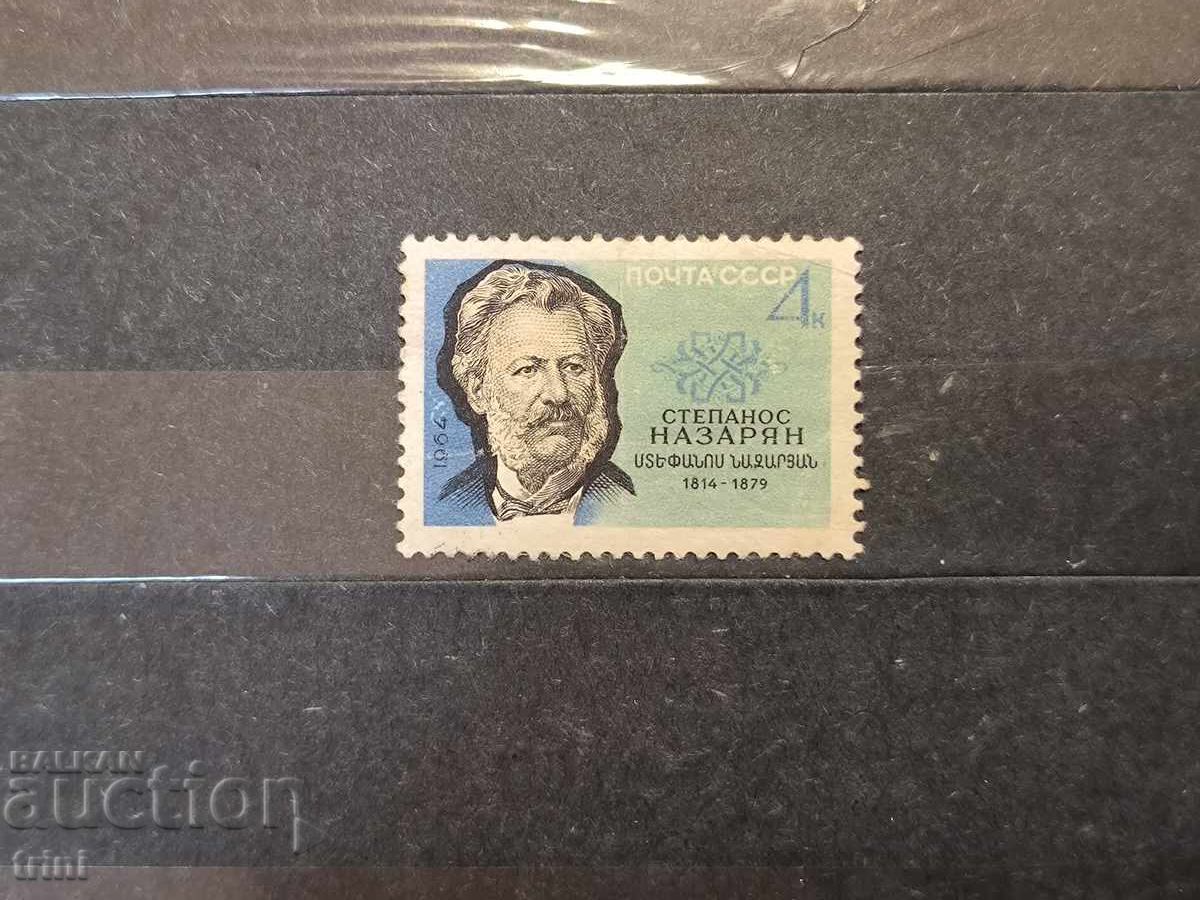 ПОЧТА СССР
4к
1964
СТЕПАНОС
НАЗАРЯН
ՍՏԵՓԱՆՈՍ ՆԱԶԱՐՅԱՆ
1814-1879
BALKAN
auction
trini